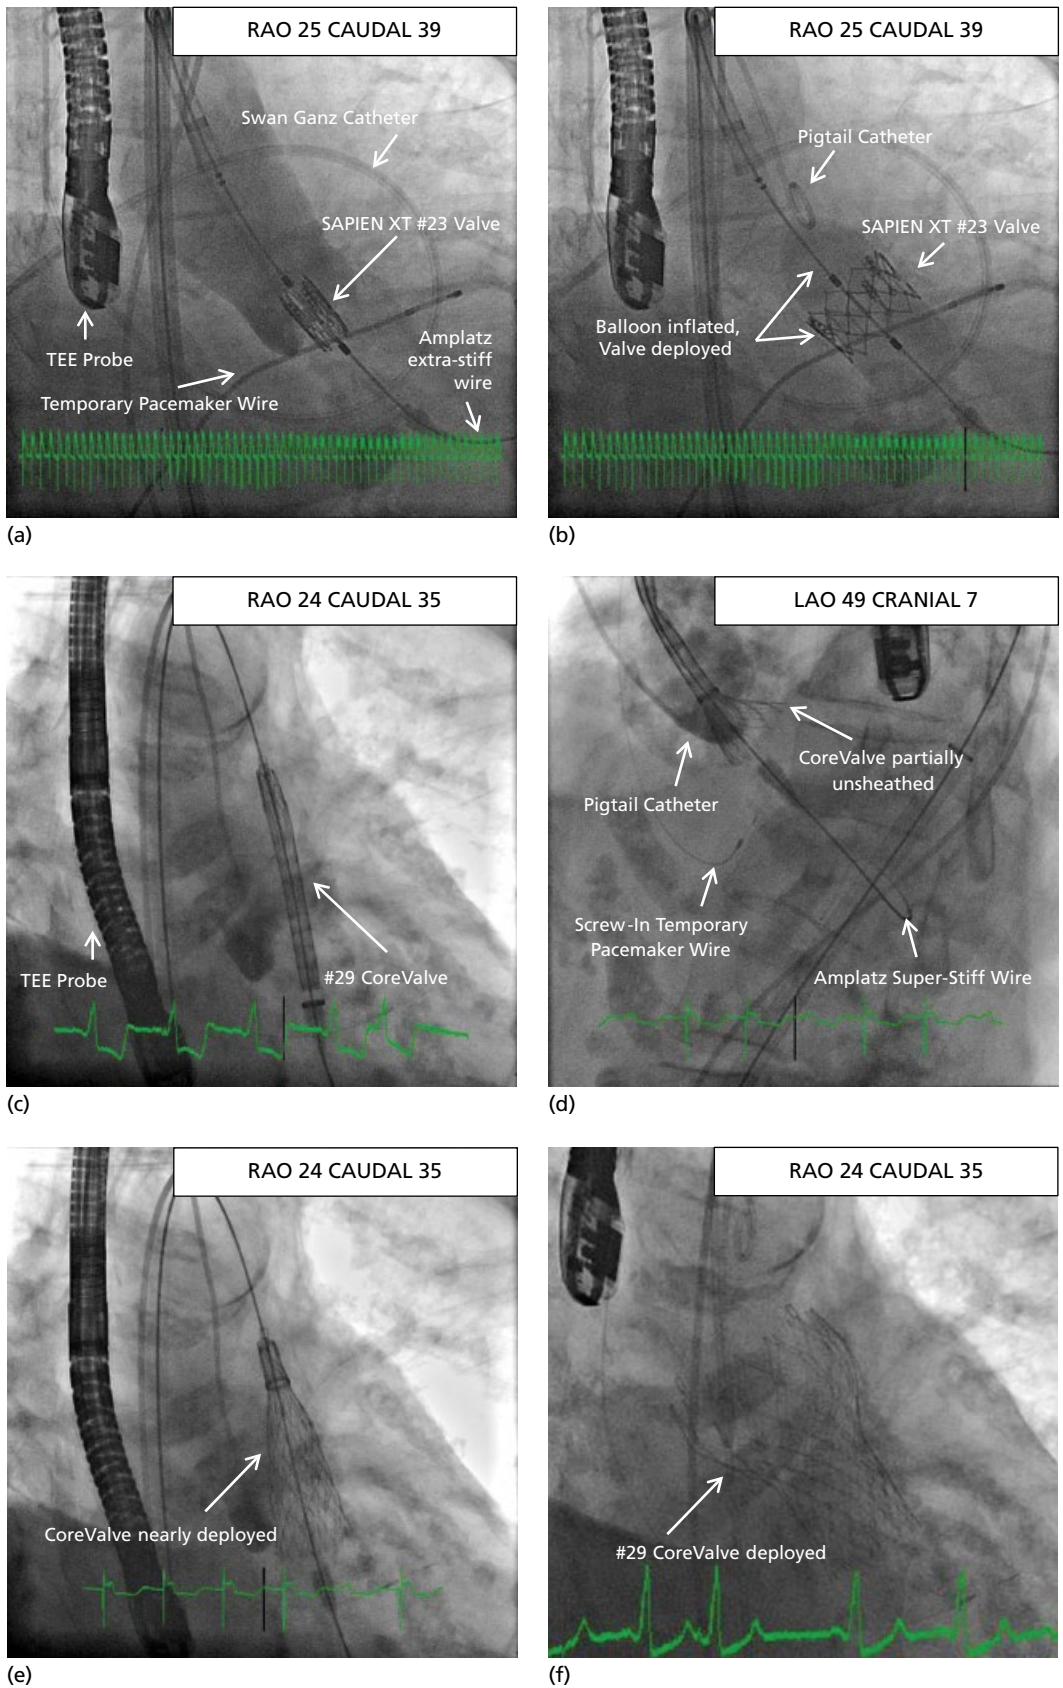 RAO 25 CAUDAL 39
Swan Ganz Catheter
SAPIEN XT #23 Valve
Amplatz
extra-stiff
wire
TEE Probe
Temporary Pacemaker Wire
(a)
RAO 25 CAUDAL 39
Pigtail Catheter
SAPIEN XT #23 Valve
Balloon inflated,
Valve deployed
(b)
RAO 24 CAUDAL 35
TEE Probe
#29 CoreValve
(c)
LAO 49 CRANIAL 7
CoreValve partially
unsheathed
Pigtail Catheter
Screw-In Temporary
Pacemaker Wire
Amplatz Super-Stiff Wire
(d)
RAO 24 CAUDAL 35
CoreValve nearly deployed
(e)
RAO 24 CAUDAL 35
#29 CoreValve deployed
(f)